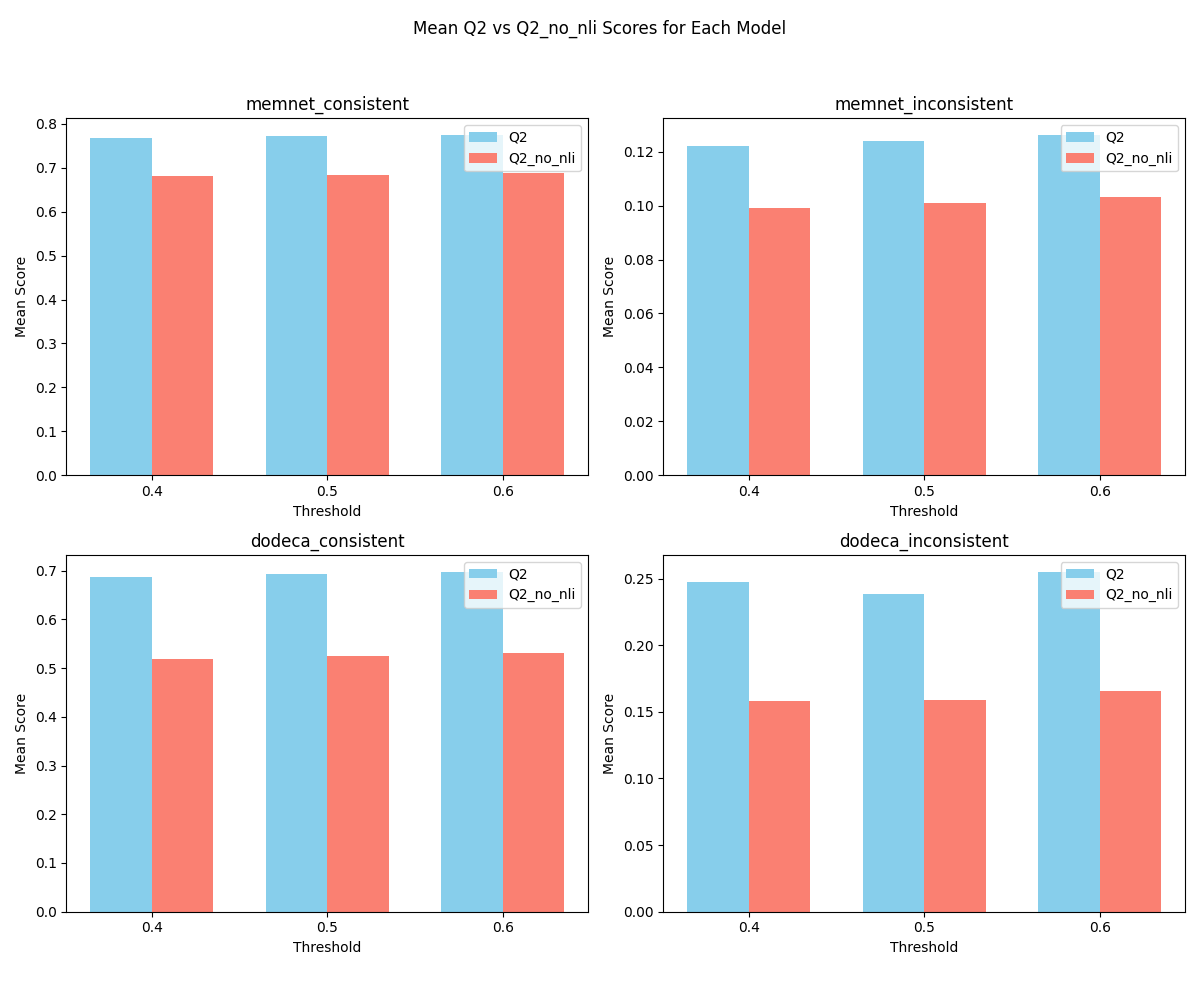 Mean Q2 vs Q2_no_nli Scores for Each Model
memnet_consistent
Mean Score
0.8
0.7
0.6
0.5
0.4
0.3
0.2
0.1
0.0
Q2
Q2_no_nli
0.4 0.5 0.6
Threshold
memnet_inconsistent
Mean Score
0.12
0.10
0.08
0.06
0.04
0.02
0.00
Q2
Q2_no_nli
0.4 0.5 0.6
Threshold
dodeca_consistent
Mean Score
0.7
0.6
0.5
0.4
0.3
0.2
0.1
0.0
Q2
Q2_no_nli
0.4 0.5 0.6
Threshold
dodeca_inconsistent
Mean Score
0.25
0.20
0.15
0.10
0.05
0.00
Q2
Q2_no_nli
0.4 0.5 0.6
Threshold